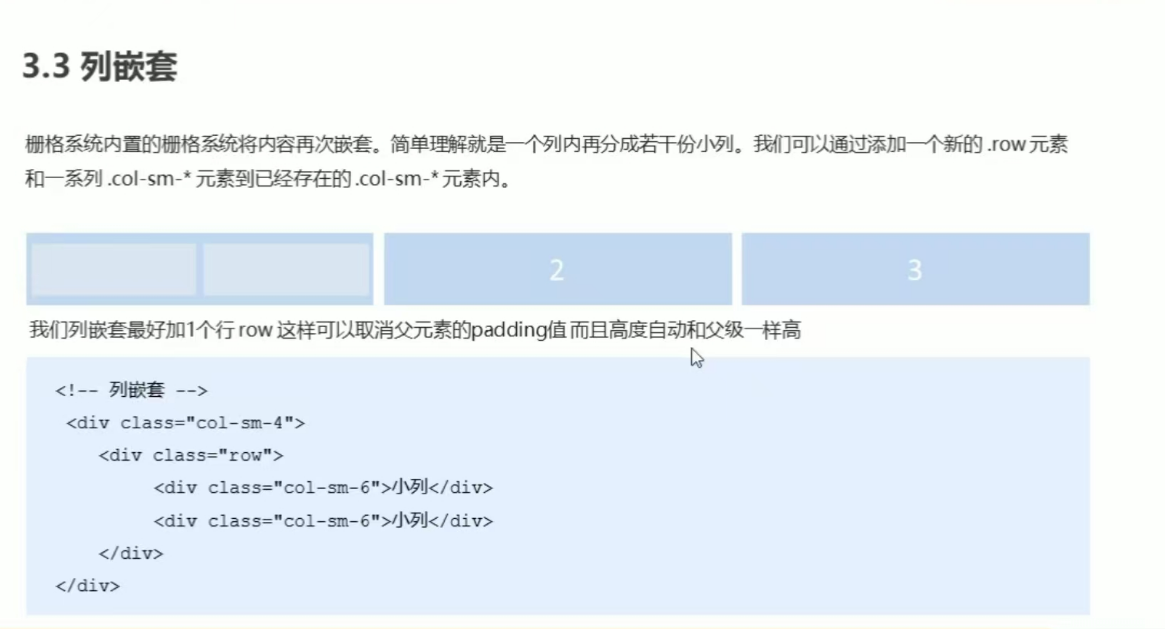 3.3 列嵌套
栅格系统内置的栅格系统将内容再次嵌套。简单理解就是一个列内再分成若干份小列。我们可以通过添加一个新的 .row 元素
和一系列 .col-sm-* 元素到已经存在的 .col-sm-* 元素内。
2 3
我们列嵌套最好加1个行 row 这样可以取消父元素的padding值 而且高度自动和父级一样高
<!-- 列嵌套 -->
<div class="col-sm-4">
<div class="row">
<div class="col-sm-6">小列</div>
<div class="col-sm-6">小列</div>
</div>
</div>